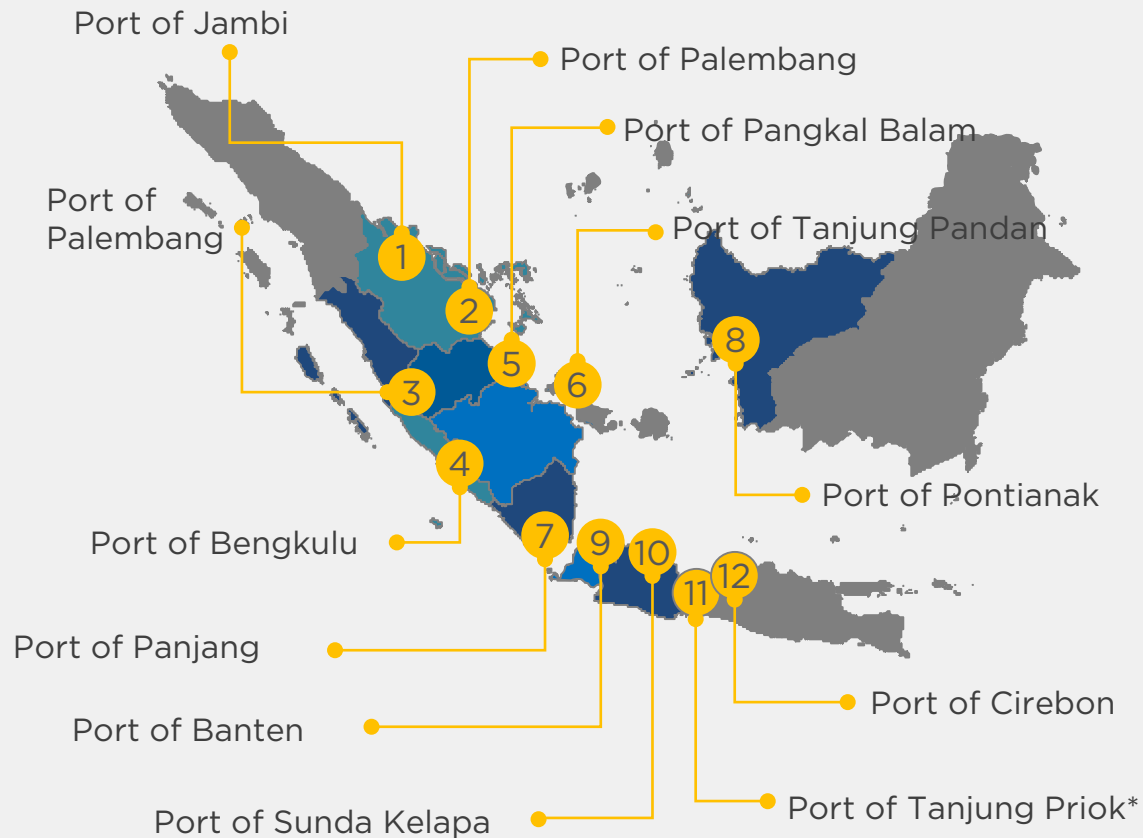 Port of Jambi
Port of Palembang
Port of Pangkal Balam
Port of
Palembang
Port of Tanjung Pandan
1
2
3
4
5
6
7
8
9
10
11
12
Port of Pontianak
Port of Bengkulu
Port of Panjang
Port of Cirebon
Port of Banten
Port of Tanjung Priok*
Port of Sunda Kelapa